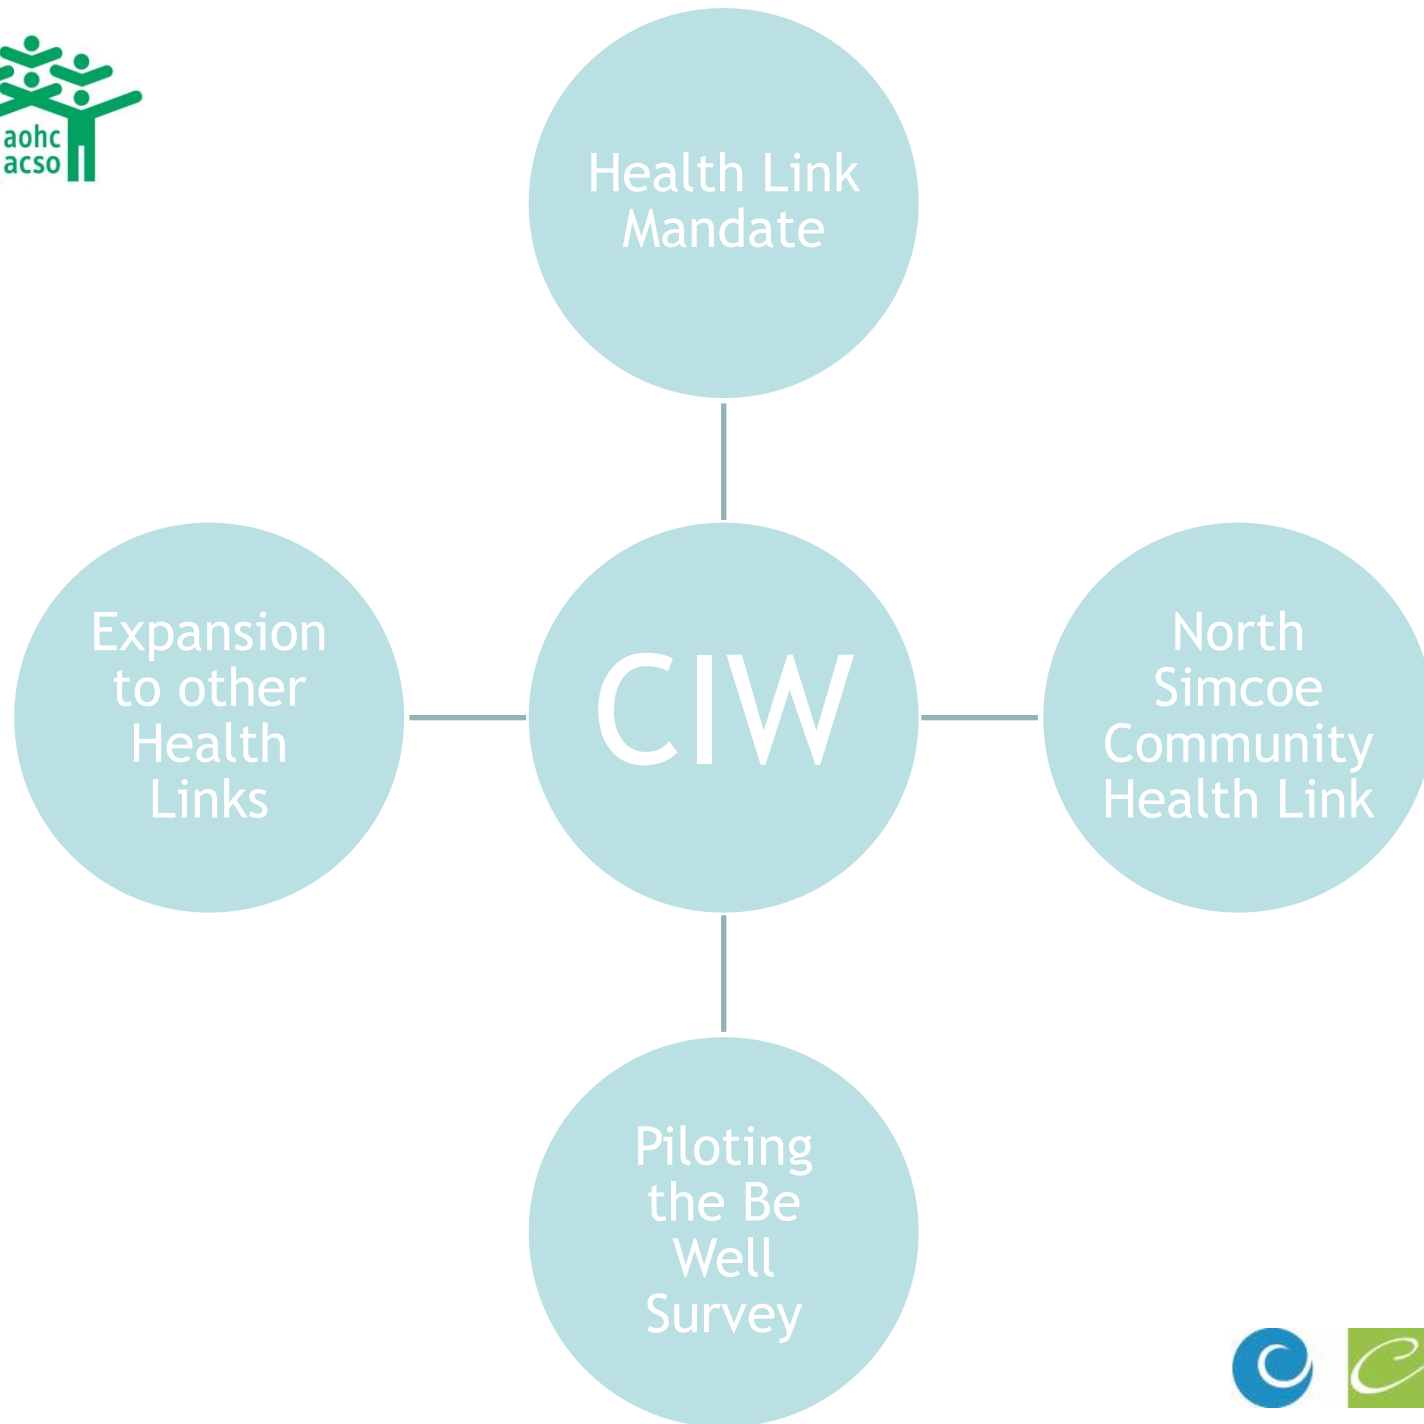 aohc
acso
Health Link
Mandate
Expansion
to other
Health
Links
CIW
North
Simcoe
Community
Health Link
Piloting
the Be
Well
Survey